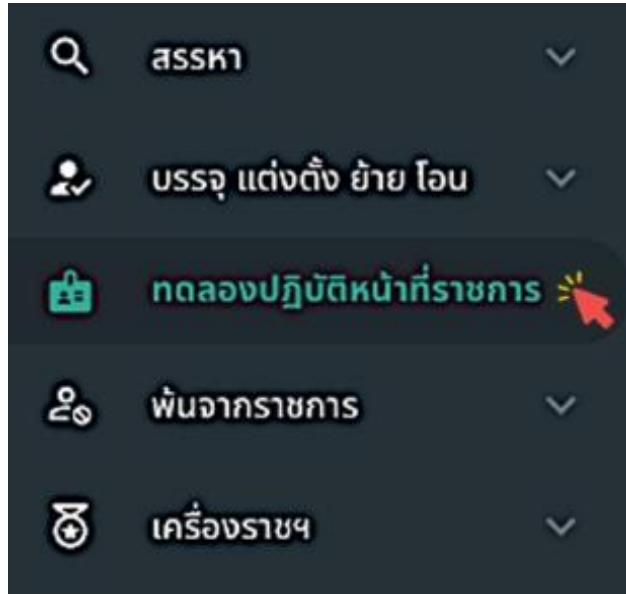 สรรหา
บรรจุ แต่งตั้ง ย้าย โอน
ทดลองปฏิบัติหน้าที่ราชการ
พ้นจากราชการ
เครื่องราชฯ